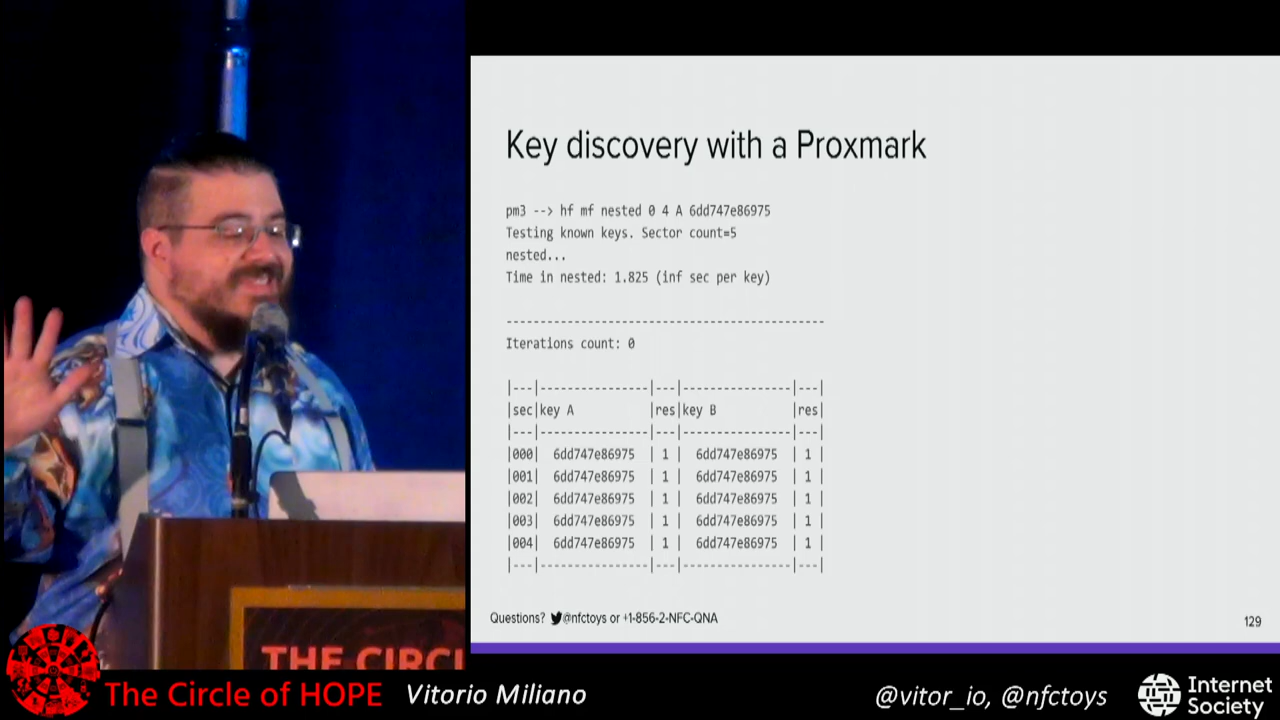 Key discovery with a Proxmark
pm3 --> hf mf nested 0 4 A 6dd747e86975
Testing known keys. Sector count=5
nested...
Time in nested: 1.825 (inf sec per key)
-----------------------------------------------
Iterations count: 0
|---|----------------|---|----------------|---|
|sec|key A           |res|key B           |res|
|---|----------------|---|----------------|---|
|000|  6dd747e86975  | 1 |  6dd747e86975  | 1 |
|001|  6dd747e86975  | 1 |  6dd747e86975  | 1 |
|002|  6dd747e86975  | 1 |  6dd747e86975  | 1 |
|003|  6dd747e86975  | 1 |  6dd747e86975  | 1 |
|004|  6dd747e86975  | 1 |  6dd747e86975  | 1 |
|---|----------------|---|----------------|---|
Questions? @nfctoys or +1-856-2-NFC-QNA
129
THE CIRCL
The Circle of HOPE Vitorio Miliano @vitor_io, @nfctoys
Internet
Society